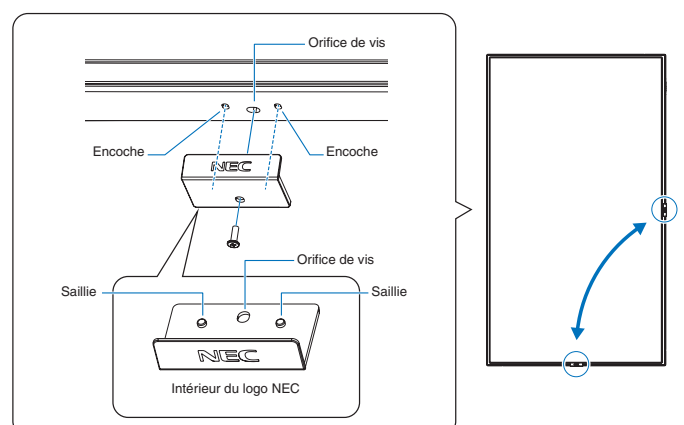 Orifice de vis
Encoche
Encoche
NEC
Orifice de vis
Saillie
Saillie
NEC
Intérieur du logo NEC